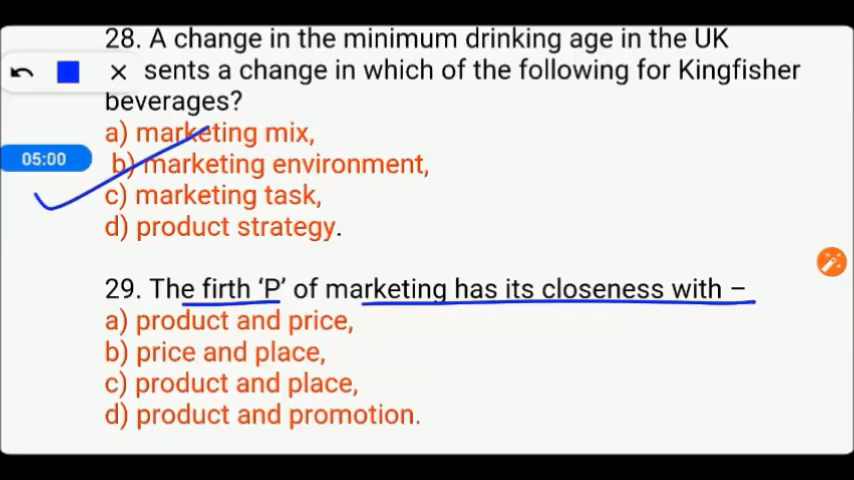 28. A change in the minimum drinking age in the UK
× sents a change in which of the following for Kingfisher
beverages?
a) marketing mix,
05:00
b) marketing environment,
c) marketing task,
d) product strategy.
29. The firth ‘P’ of marketing has its closeness with –
a) product and price,
b) price and place,
c) product and place,
d) product and promotion.